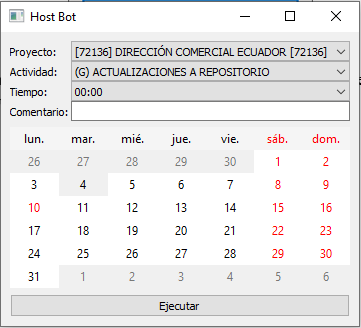 Host Bot
Proyecto: [72136] DIRECCIÓN COMERCIAL ECUADOR [72136]
Actividad: (G) ACTUALIZACIONES A REPOSITORIO
Tiempo: 00:00
Comentario:
lun. mar. mié. jue. vie. sáb. dom.
26 27 28 29 30 1 2
3 4 5 6 7 8 9
10 11 12 13 14 15 16
17 18 19 20 21 22 23
24 25 26 27 28 29 30
31 1 2 3 4 5 6
Ejecutar